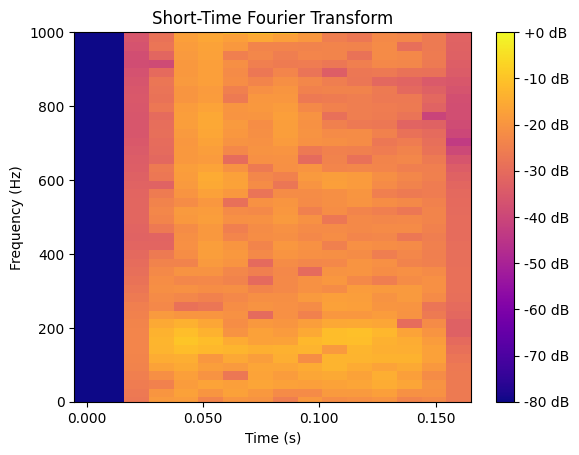 Short-Time Fourier Transform
1000
800
600
400
200
0
Frequency (Hz)
0.000
0.050
0.100
0.150
Time (s)
+0 dB
-10 dB
-20 dB
-30 dB
-40 dB
-50 dB
-60 dB
-70 dB
-80 dB